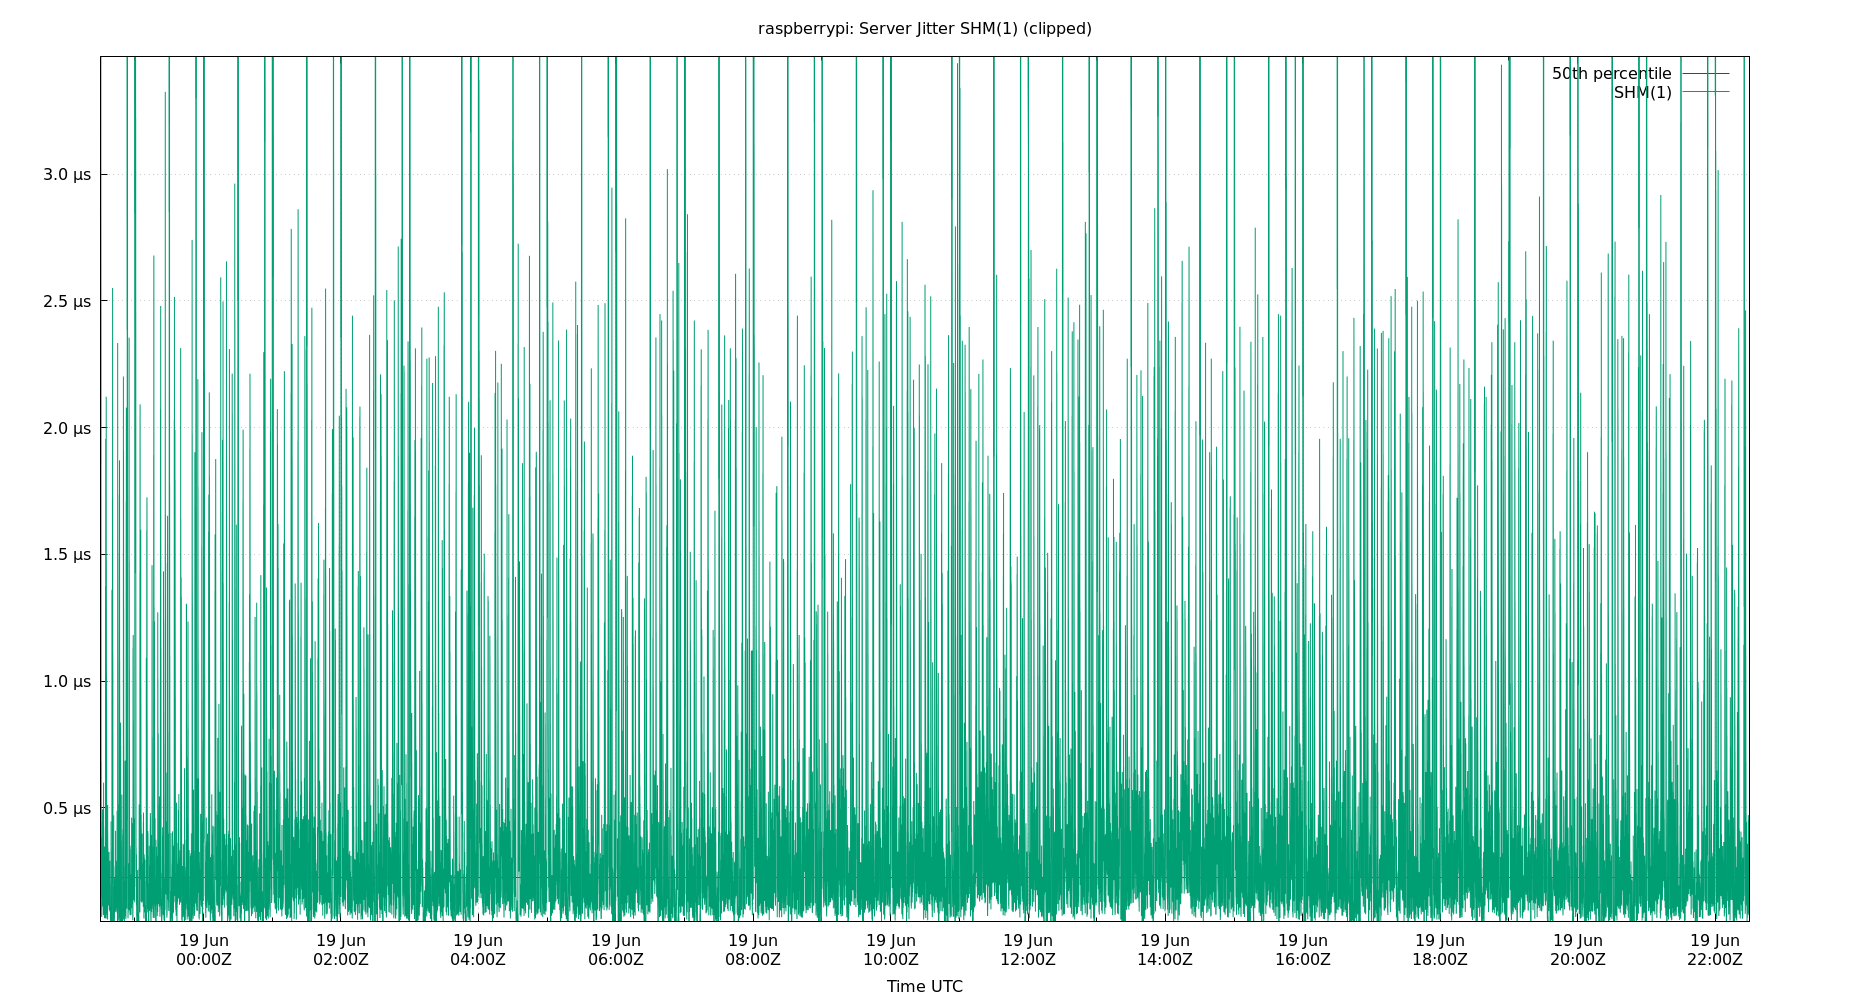 raspberrypi: Server Jitter SHM(1) (clipped)
50th percentile
SHM(1)
3.0 µs
2.5 µs
2.0 µs
1.5 µs
1.0 µs
0.5 µs
19 Jun 19 Jun 19 Jun 19 Jun 19 Jun 19 Jun 19 Jun 19 Jun 19 Jun 19 Jun 19 Jun 19 Jun
00:00Z 02:00Z 04:00Z 06:00Z 08:00Z 10:00Z 12:00Z 14:00Z 16:00Z 18:00Z 20:00Z 22:00Z
Time UTC